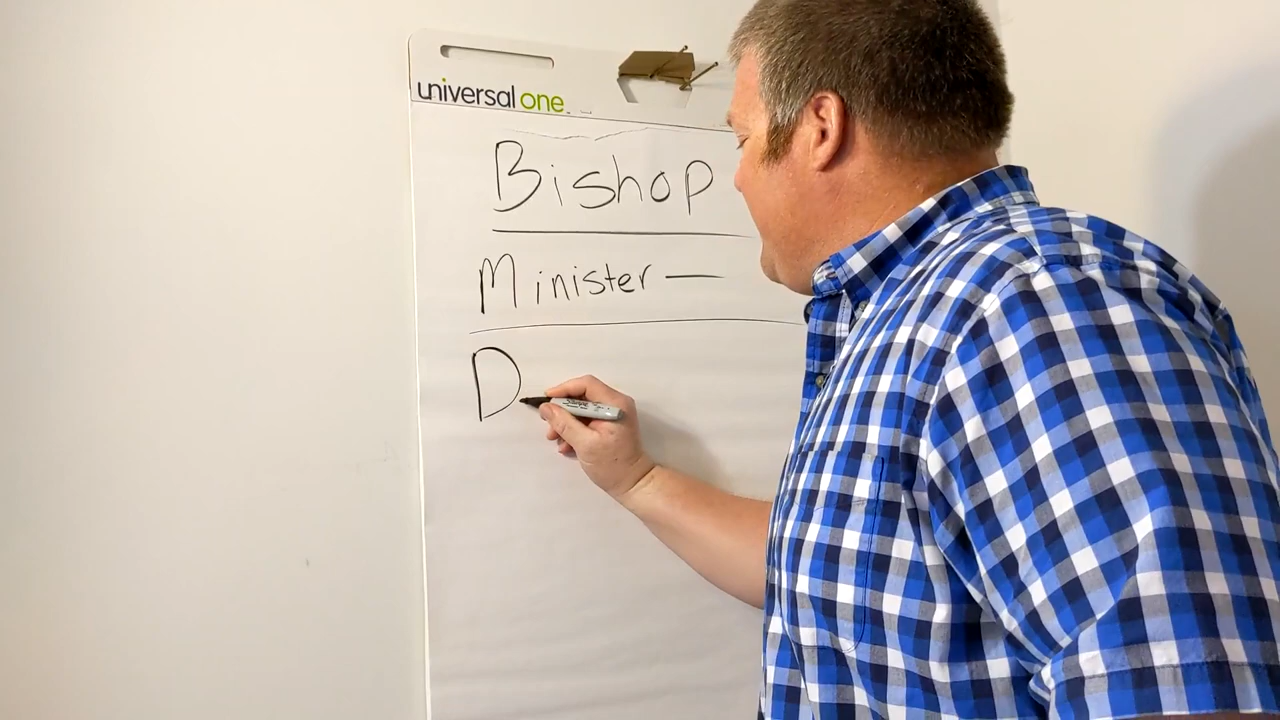 universal one
Bishop
Minister —
D